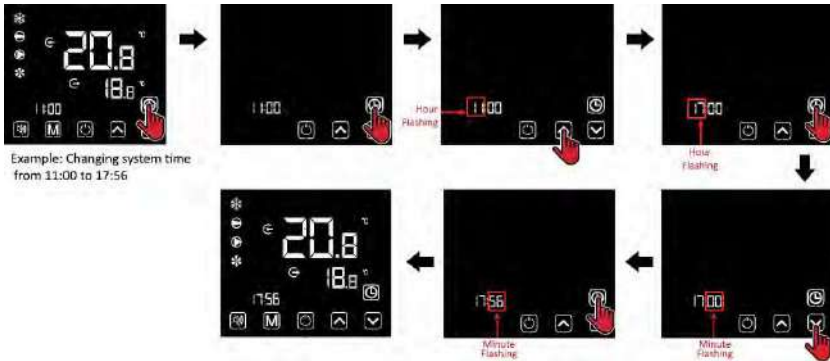 20.8 °C
18.8 °C
11:00
M
Example: Changing system time
from 11:00 to 17:56
11:00
Hour
Flashing
11:00
17:00
Hour
Flashing
17:00
Minute
Flashing
17:56
Minute
Flashing
20.8 °C
18.8 °C
17:56
M